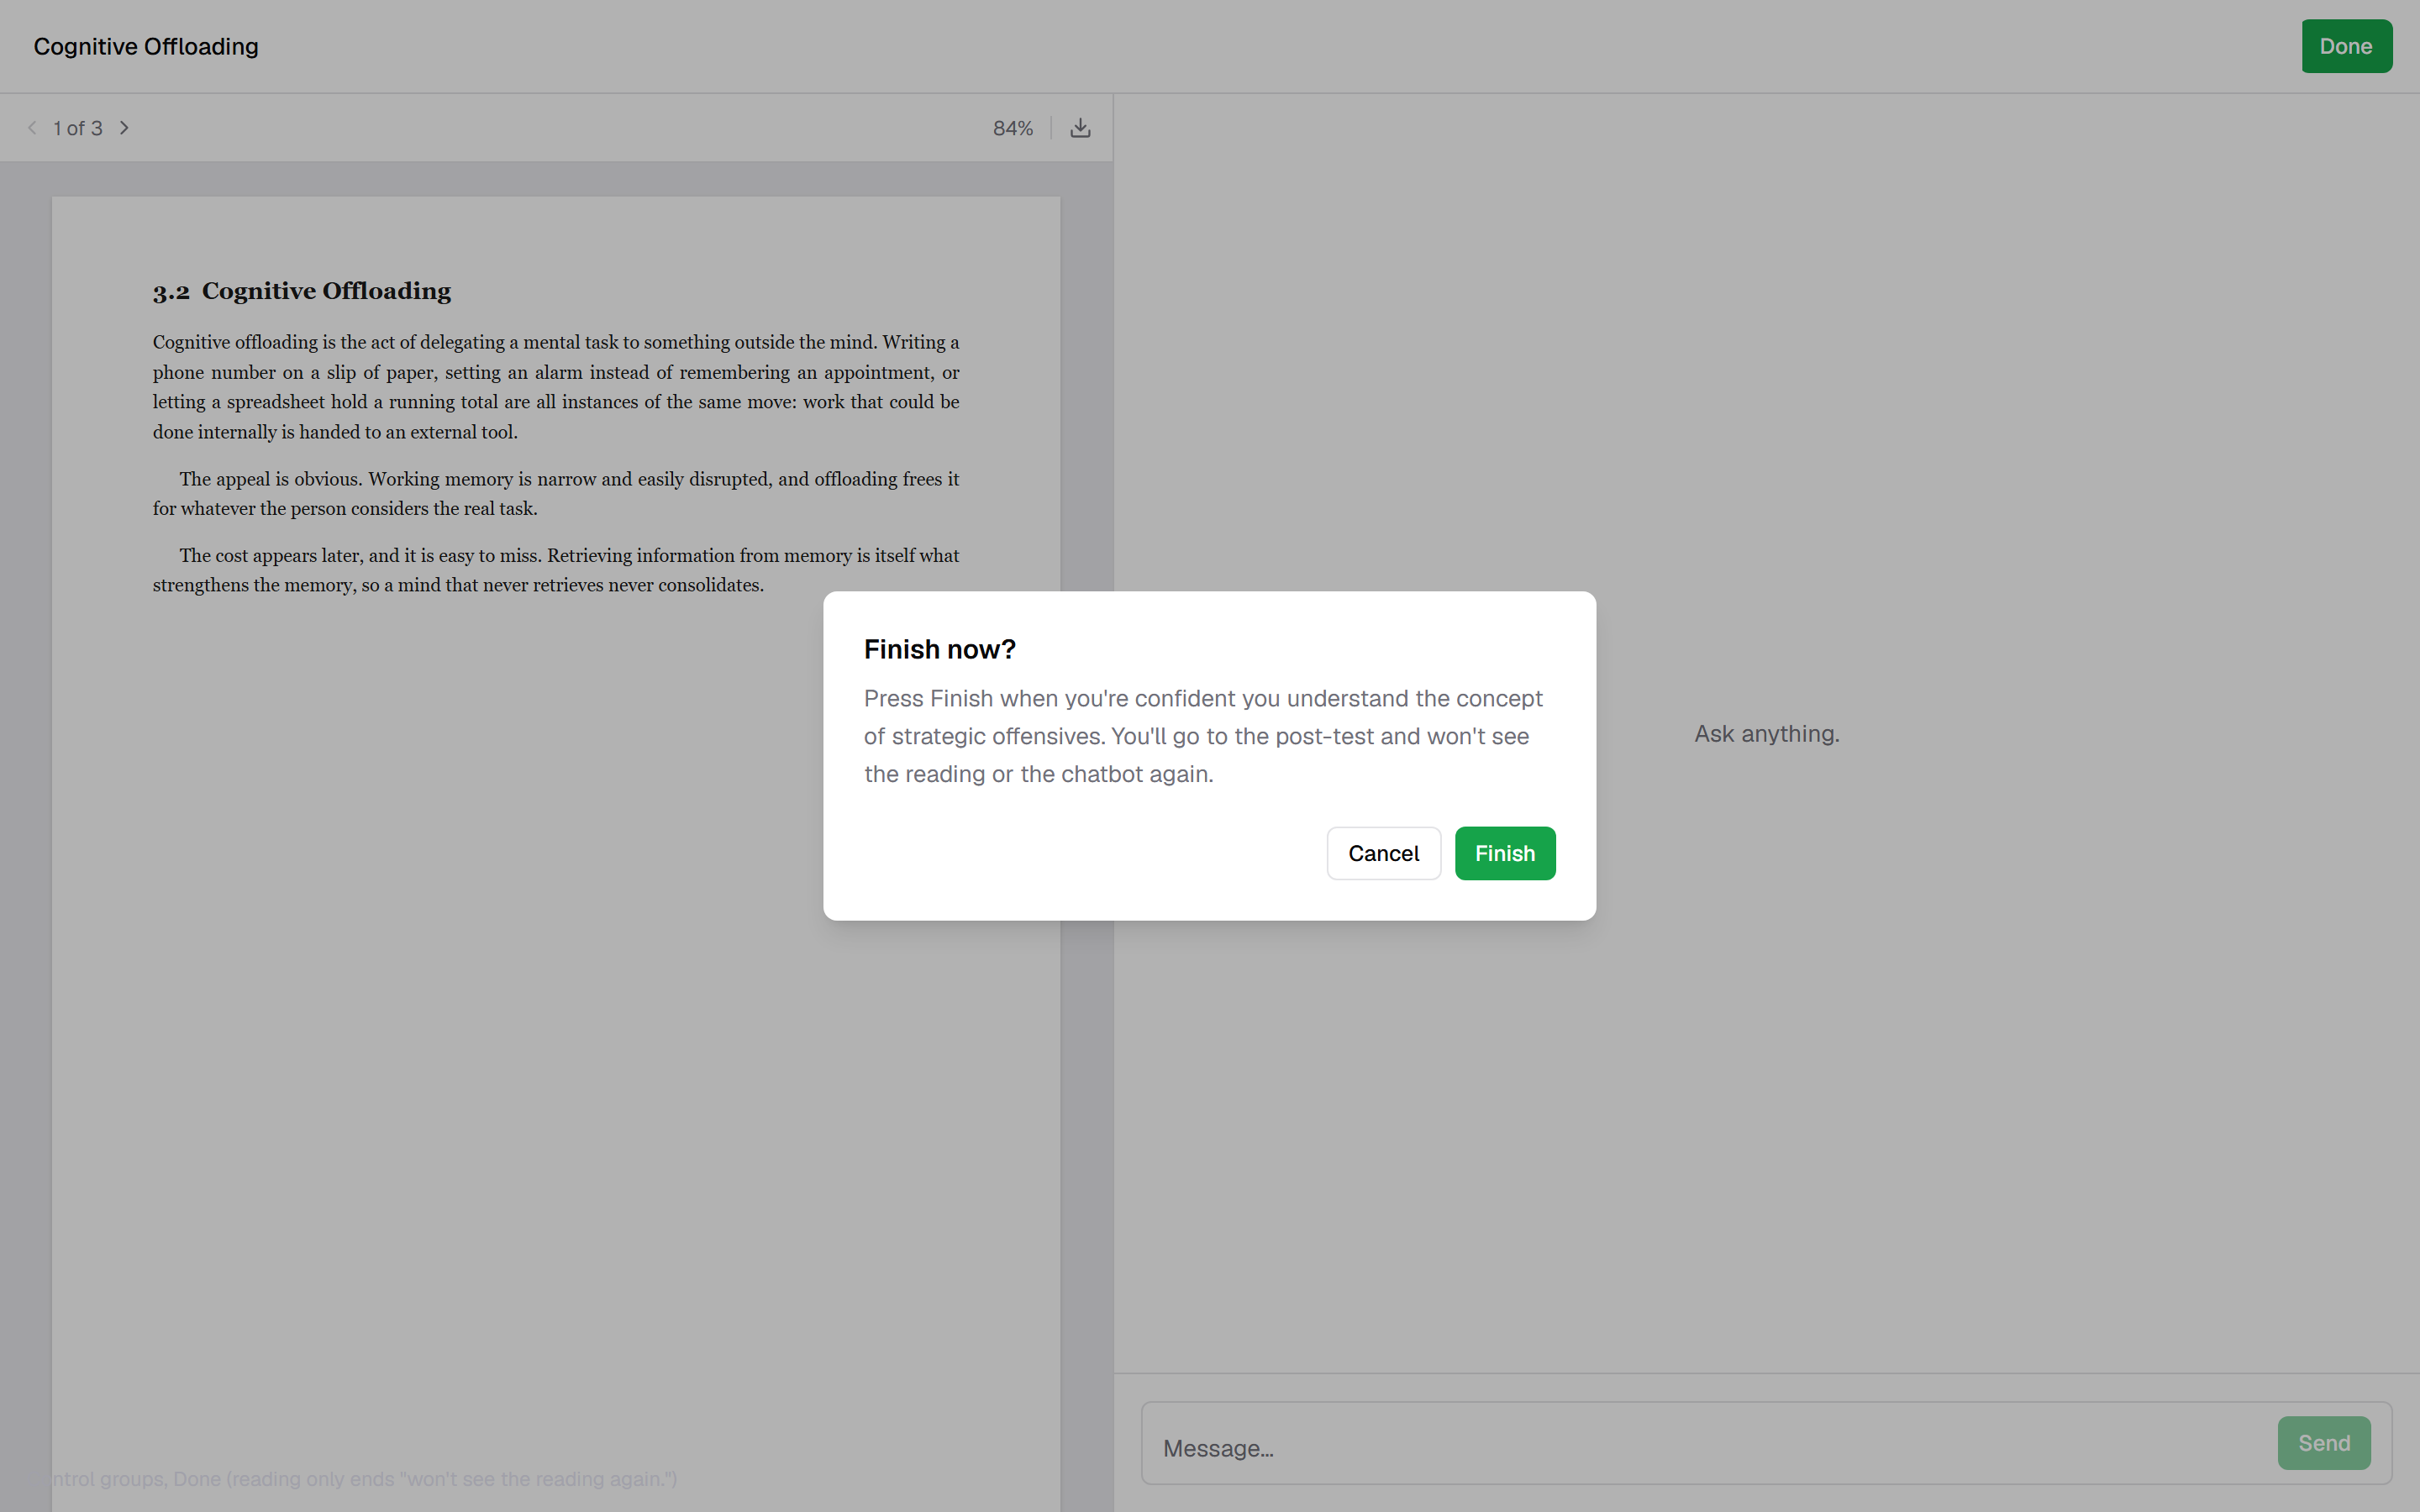 Cognitive Offloading
Done
1 of 3
84%
3.2 Cognitive Offloading
Cognitive offloading is the act of delegating a mental task to something outside the mind. Writing a
phone number on a slip of paper, setting an alarm instead of remembering an appointment, or
letting a spreadsheet hold a running total are all instances of the same move: work that could be
done internally is handed to an external tool.
The appeal is obvious. Working memory is narrow and easily disrupted, and offloading frees it
for whatever the person considers the real task.
The cost appears later, and it is easy to miss. Retrieving information from memory is itself what
strengthens the memory, so a mind that never retrieves never consolidates.
Finish now?
Press Finish when you're confident you understand the concept
of strategic offensives. You'll go to the post-test and won't see
the reading or the chatbot again.
Cancel
Finish
Ask anything.
Message...
Send
ntrol groups, Done (reading only ends "won't see the reading again.")